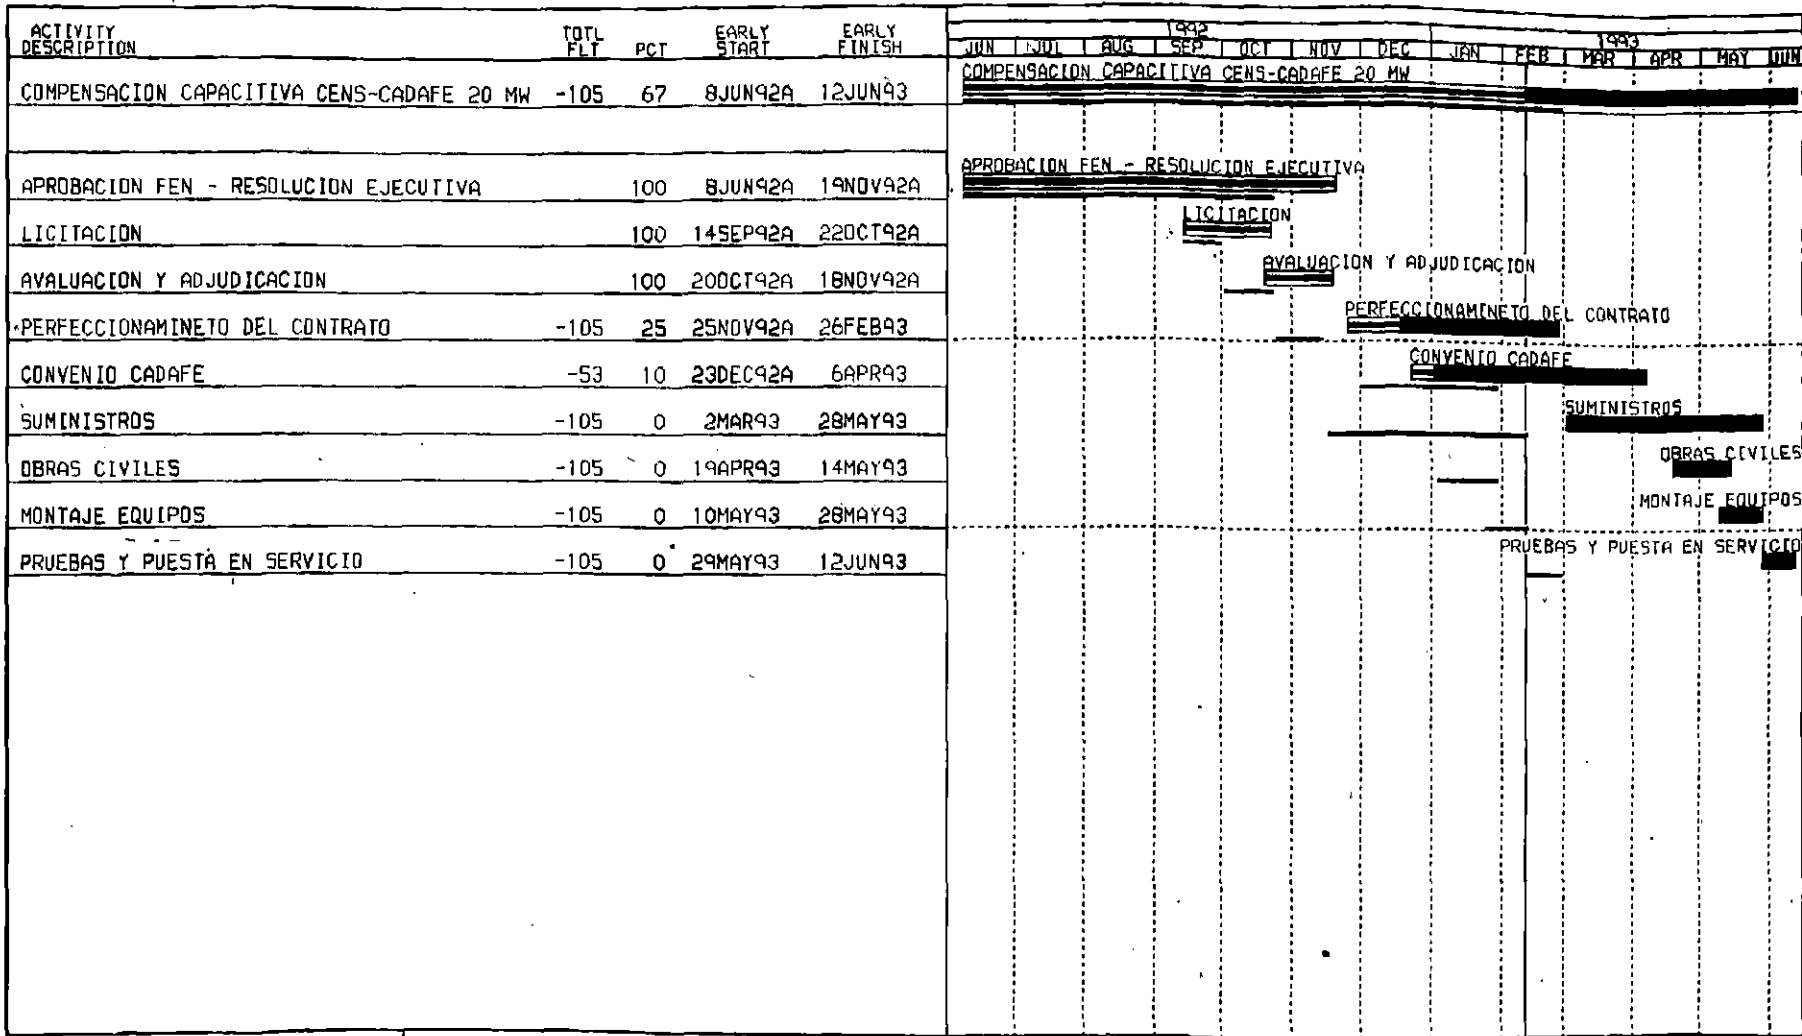 ACTIVITY DESCRIPTION TOTL FLT PCT EARLY START EARLY FINISH
1992 1993
JUN JUL AUG SEP OCT NOV DEC JAN FEB MAR APR MAY JUN
COMPENSACION CAPACITIVA CENS-CADAFE 20 MW -105 67 8JUN92A 12JUN93
COMPENSACION CAPACITIVA CENS-CADAFE 20 MW
APROBACION FEN - RESOLUCION EJECUTIVA 100 8JUN92A 19NOV92A
APROBACION FEN - RESOLUCION EJECUTIVA
LICITACION 100 14SEP92A 22OCT92A
LICITACION
AVALUACION Y ADJUDICACION 100 20OCT92A 18NOV92A
AVALUACION Y ADJUDICACION
PERFECCIONAMINETO DEL CONTRATO -105 25 25NOV92A 26FEB93
PERFECCIONAMINETO DEL CONTRATO
CONVENIO CADAFE -53 10 23DEC92A 6APR93
CONVENIO CADAFE
SUMINISTROS -105 0 2MAR93 28MAY93
SUMINISTROS
OBRAS CIVILES -105 0 19APR93 14MAY93
OBRAS CIVILES
MONTAJE EQUIPOS -105 0 10MAY93 28MAY93
MONTAJE EQUIPOS
PRUEBAS Y PUESTA EN SERVICIO -105 0 29MAY93 12JUN93
PRUEBAS Y PUESTA EN SERVICIO